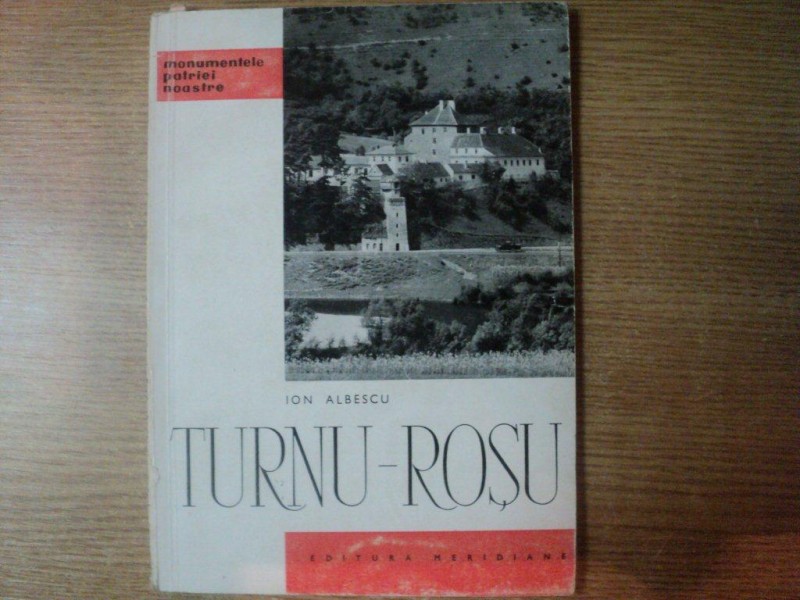 monumentele
patriei
noastre
ION ALBESCU
TURNU-ROȘU
EDITURA MERIDIANE